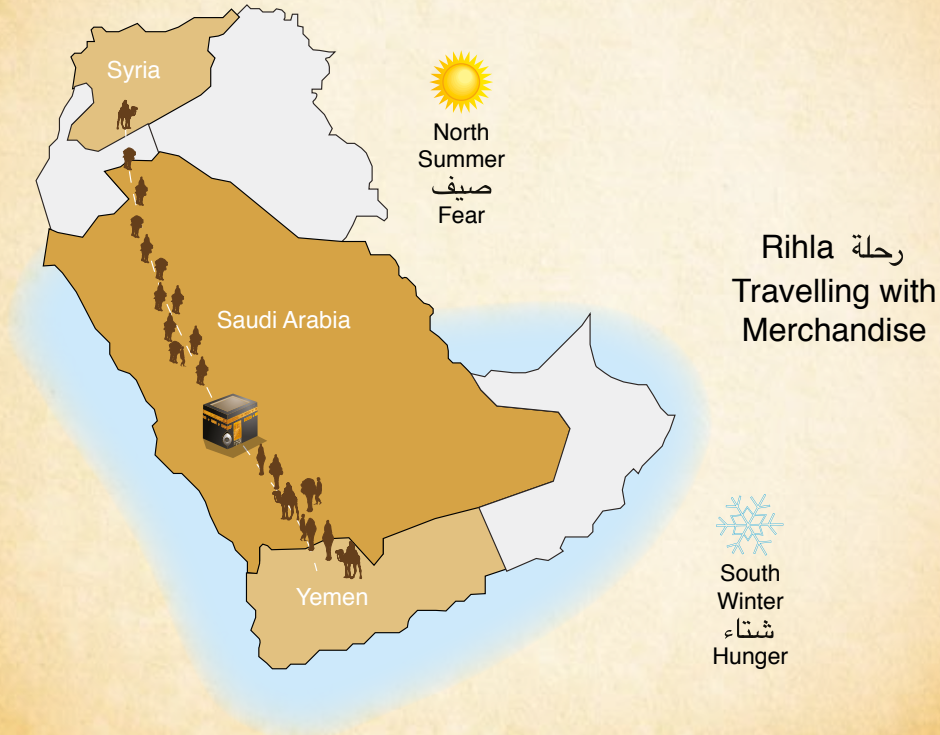 Syria
North
Summer
صيف
Fear
Rihla رحلة
Travelling with
Merchandise
Saudi Arabia
South
Winter
شتاء
Hunger
Yemen